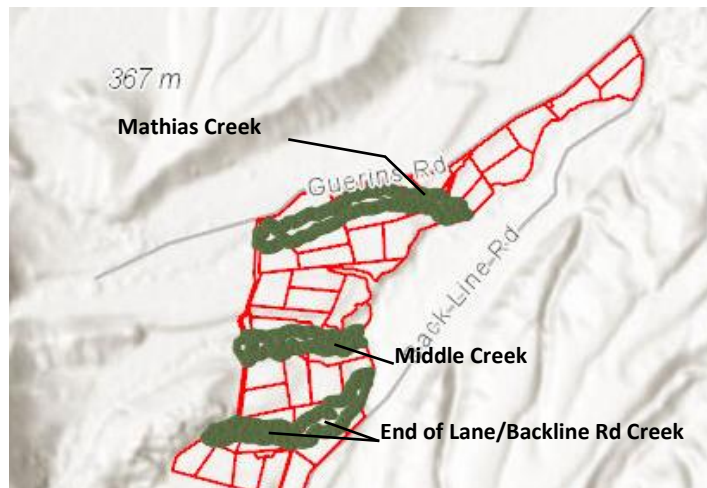 367 m
Mathias Creek
Guerins Rd
Back-Line-Rd
Middle Creek
End of Lane/Backline Rd Creek